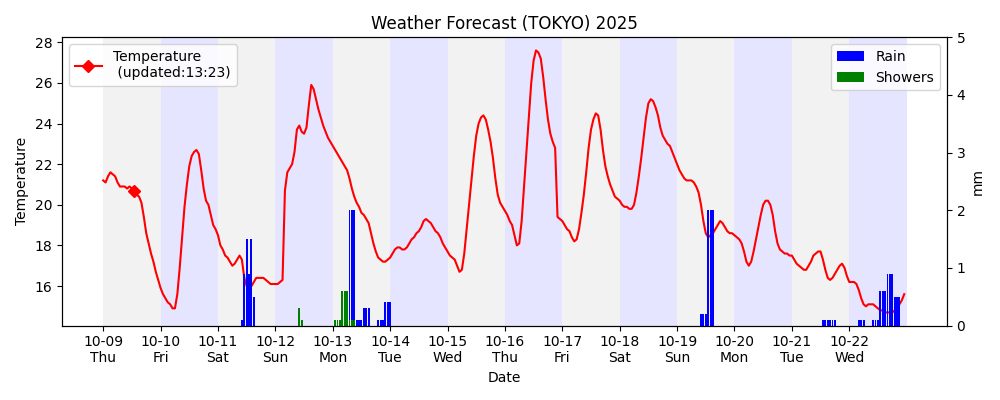 Weather Forecast (TOKYO) 2025
Temperature
(updated:13:23)
Rain
Showers
28
26
24
22
20
18
16
Temperature
5
4
3
2
1
0
mm
10-09 10-10 10-11 10-12 10-13 10-14 10-15 10-16 10-17 10-18 10-19 10-20 10-21 10-22
Thu Fri Sat Sun Mon Tue Wed Thu Fri Sat Sun Mon Tue Wed
Date